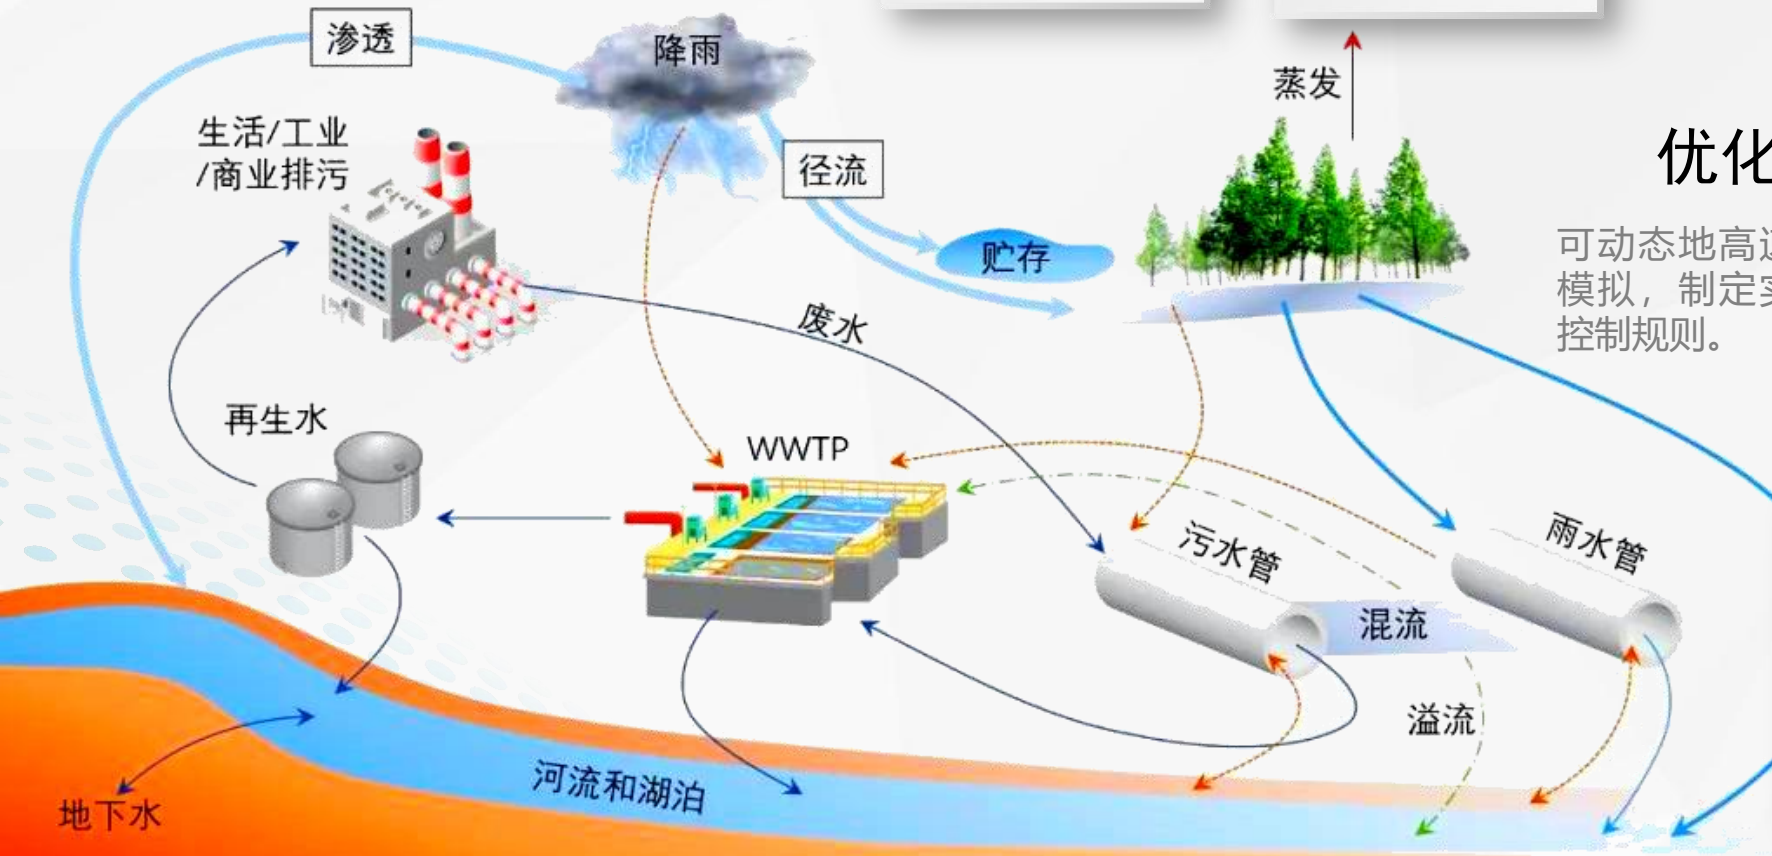 渗透
降雨
蒸发
生活/工业
/商业排污
径流
优化
贮存
可动态地高
模拟，制定实
控制规则。
废水
再生水
WWTP
污水管
雨水管
混流
溢流
河流和湖泊
地下水